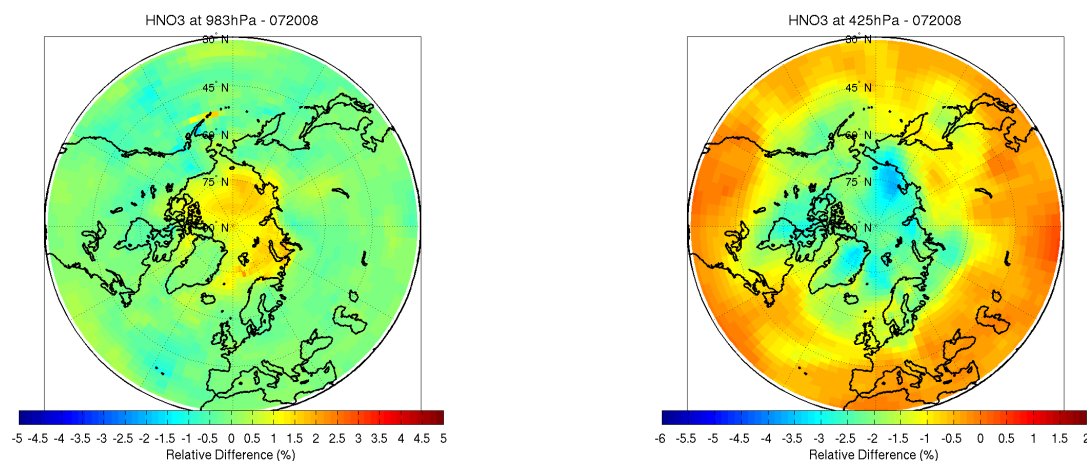 HNO3 at 983hPa - 072008
30° N
45° N
60° N
75° N
-5 -4.5 -4 -3.5 -3 -2.5 -2 -1.5 -1 -0.5 0 0.5 1 1.5 2 2.5 3 3.5 4 4.5 5
Relative Difference (%)
HNO3 at 425hPa - 072008
30° N
45° N
60° N
75° N
-6 -5.5 -5 -4.5 -4 -3.5 -3 -2.5 -2 -1.5 -1 -0.5 0 0.5 1 1.5 2
Relative Difference (%)